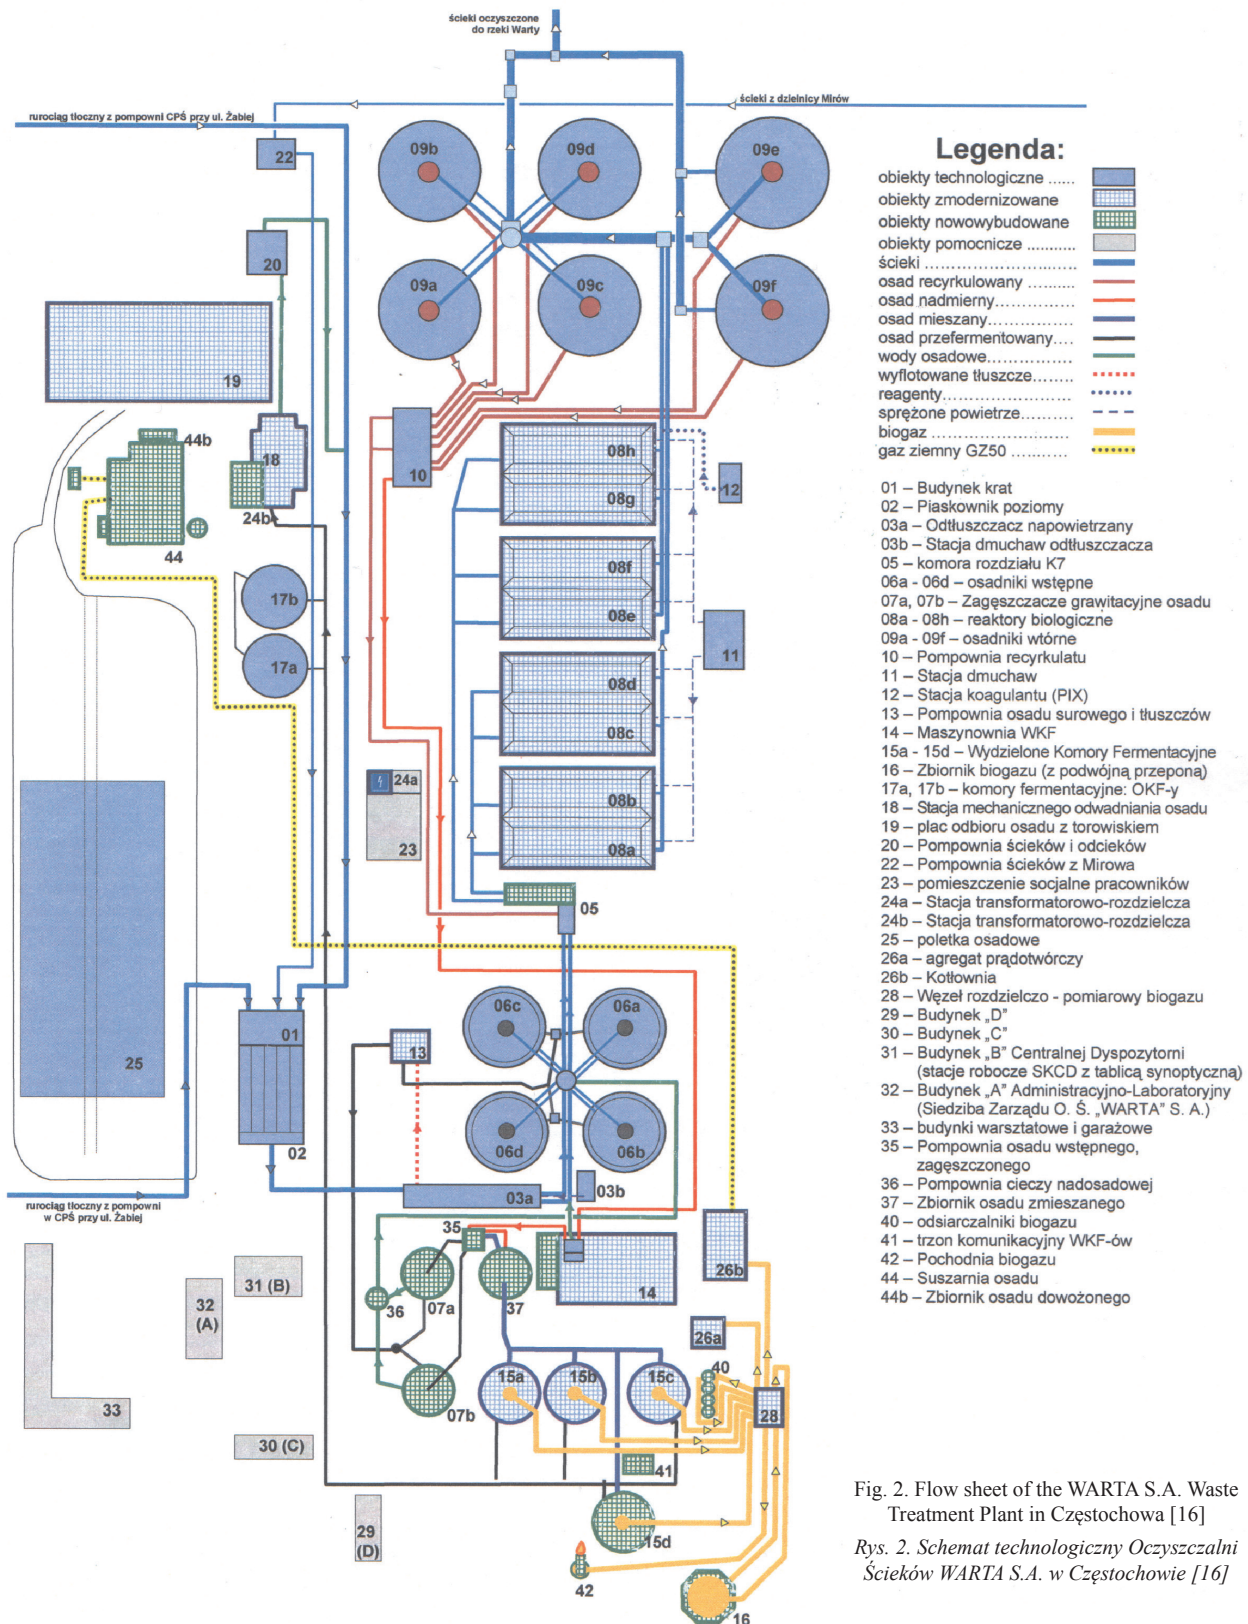 ścieki oczyszczone
do rzeki Warty
ścieki z dzielnicy Mirów
rurociąg tłoczny z pompowni CPŚ przy ul. Żabiej
22
09b
09d
09e
20
09a
09c
09f
19
44b
18
24b
44
10
08h
08g
12
08f
08e
11
17b
17a
08d
08c
24a
23
08b
08a
05
25
01
02
06c
06a
13
06d
06b
03a
03b
rurociąg tłoczny z pompowni
w CPŚ przy ul. Żabiej
35
31 (B)
32
(A)
36
07a
37
14
26b
26a
33
07b
15a
15b
15c
40
28
30 (C)
41
29
(D)
15d
42
16
Legenda:
obiekty technologiczne ......
obiekty zmodernizowane
obiekty nowowybudowane
obiekty pomocnicze ............
ścieki ..............................
osad recyrkulowany ...........
osad nadmierny................
osad mieszany.................
osad przefermentowany....
wody osadowe..................
wyflotowane tłuszcze........
reagenty.........................
sprężone powietrze...........
biogaz ............................
gaz ziemny GZ50 ............
01 – Budynek krat
02 – Piaskownik poziomy
03a – Odtłuszczacz napowietrzany
03b – Stacja dmuchaw odtłuszczacza
05 – komora rozdziału K7
06a - 06d – osadniki wstępne
07a, 07b – Zagęszczacze grawitacyjne osadu
08a - 08h – reaktory biologiczne
09a - 09f – osadniki wtórne
10 – Pompownia recyrkulatu
11 – Stacja dmuchaw
12 – Stacja koagulantu (PIX)
13 – Pompownia osadu surowego i tłuszczów
14 – Maszynownia WKF
15a - 15d – Wydzielone Komory Fermentacyjne
16 – Zbiornik biogazu (z podwójną przeponą)
17a, 17b – komory fermentacyjne: OKF-y
18 – Stacja mechanicznego odwadniania osadu
19 – plac odbioru osadu z torowiskiem
20 – Pompownia ścieków i odcieków
22 – Pompownia ścieków z Mirowa
23 – pomieszczenie socjalne pracowników
24a – Stacja transformatorowo-rozdzielcza
24b – Stacja transformatorowo-rozdzielcza
25 – poletka osadowe
26a – agregat prądotwórczy
26b – Kotłownia
28 – Węzeł rozdzielczo - pomiarowy biogazu
29 – Budynek „D”
30 – Budynek „C”
31 – Budynek „B” Centralnej Dyspozytorni
(stacje robocze SKCD z tablicą synoptyczną)
32 – Budynek „A” Administracyjno-Laboratoryjny
(Siedziba Zarządu O. Ś. „WARTA” S. A.)
33 – budynki warsztatowe i garażowe
35 – Pompownia osadu wstępnego,
zagęszczonego
36 – Pompownia cieczy nadosadowej
37 – Zbiornik osadu zmieszanego
40 – odsiarczalniki biogazu
41 – trzon komunikacyjny WKF-ów
42 – Pochodnia biogazu
44 – Suszarnia osadu
44b – Zbiornik osadu dowożonego
Fig. 2. Flow sheet of the WARTA S.A. Waste
Treatment Plant in Częstochowa [16]
Rys. 2. Schemat technologiczny Oczyszczalni
Ścieków WARTA S.A. w Częstochowie [16]